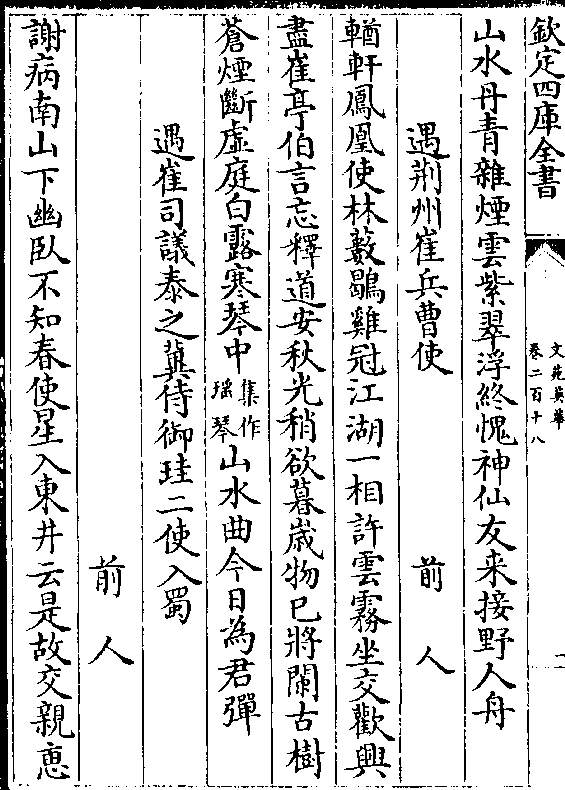 欽定四庫全書
文苑英華
卷二百十八
山水丹青雜煙雲紫翠浮終愧神仙友来接野人舟
遇荆州崔兵曹使
前人
輶軒鳳凰使林藪鶡雞冠江湖一相許雲霧坐交歡興
盡崔亭伯言忘釋道安秋光稍欲暮歲物已將闌古樹
蒼煙斷虛庭白露寒琴中集作瑶琴山水曲今日為君彈
遇崔司議泰之冀侍御珪二使入蜀
前人
謝病南山下幽臥不知春使星入東井云是故交親惠